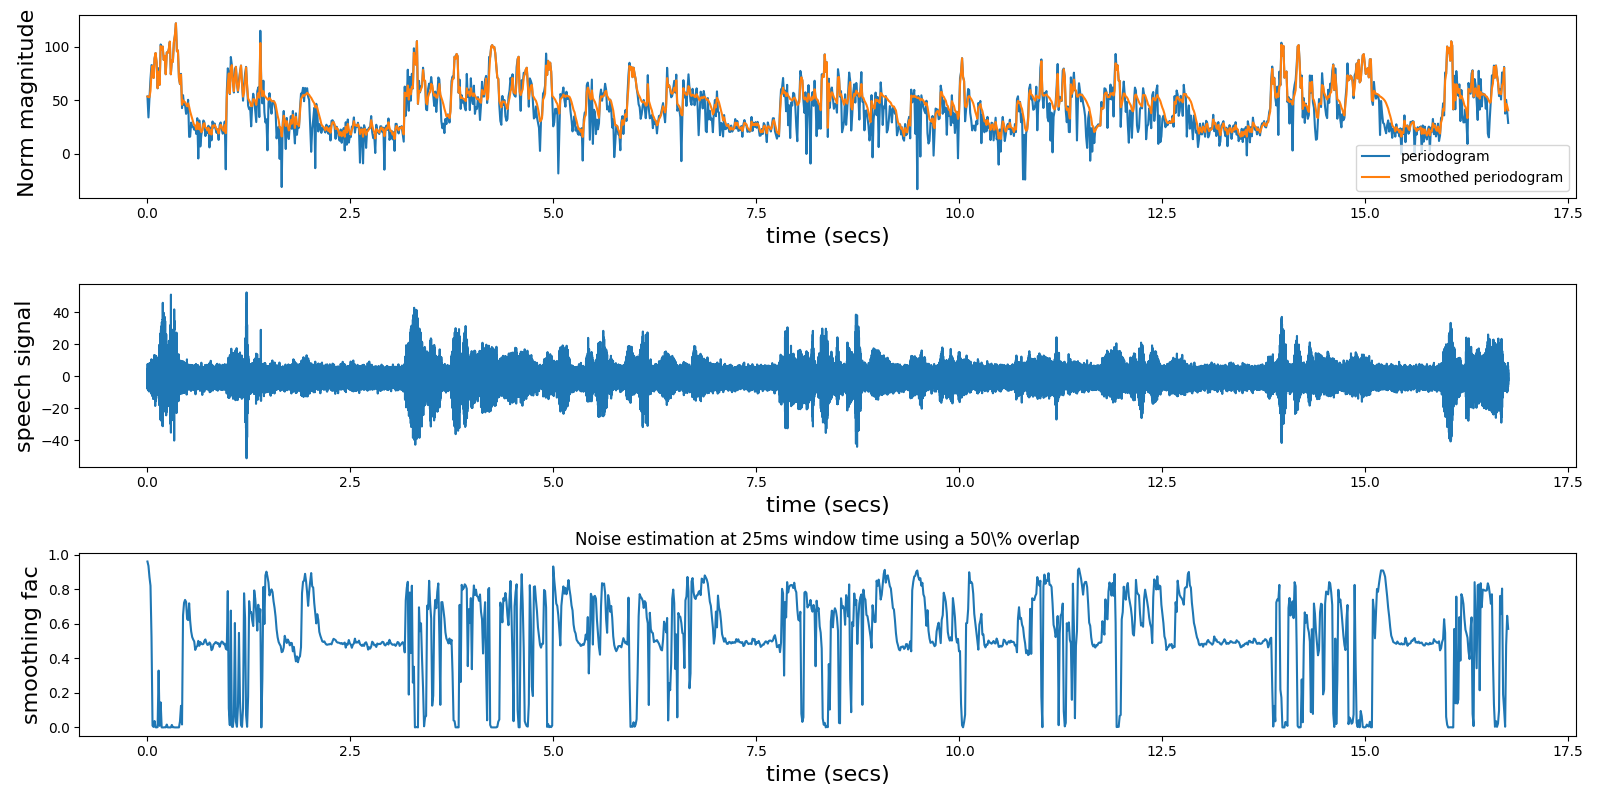 Norm magnitude
100
50
0
periodogram
smoothed periodogram
0.0 2.5 5.0 7.5 10.0 12.5 15.0 17.5
time (secs)
speech signal
40
20
0
−20
−40
0.0 2.5 5.0 7.5 10.0 12.5 15.0 17.5
time (secs)
Noise estimation at 25ms window time using a 50\% overlap
smoothing fac
1.0
0.8
0.6
0.4
0.2
0.0
0.0 2.5 5.0 7.5 10.0 12.5 15.0 17.5
time (secs)